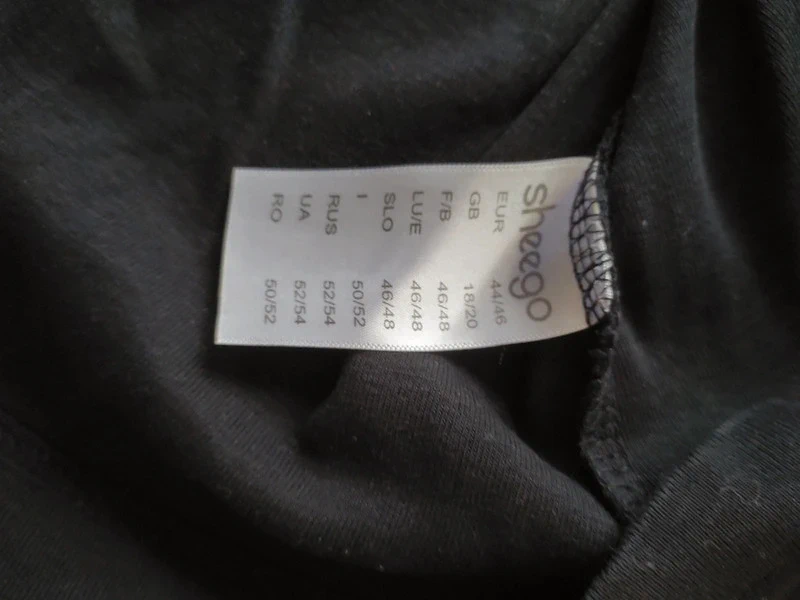 sheego
EUR 44/46
GB 18/20
F/B 46/48
LU/E 46/48
SLO 46/48
I 50/52
RUS 52/54
UA 52/54
RO 50/52